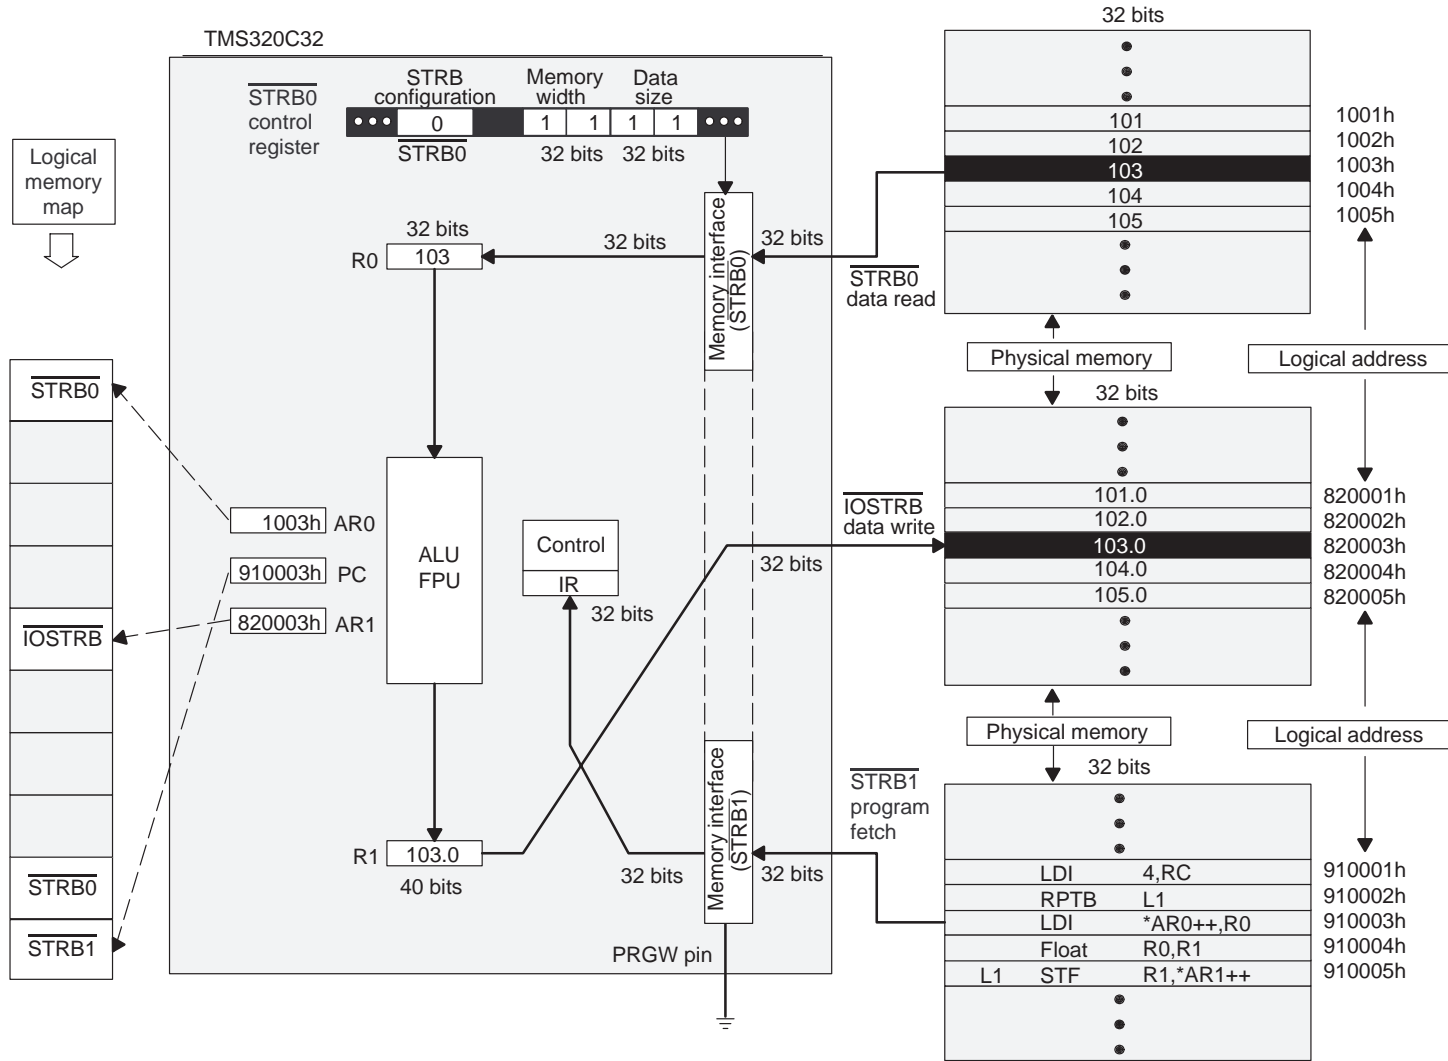 TMS320C32
STRB0
control
register
STRB
configuration
Memory
width
Data
size
0
1 1 1 1
STRB0
32 bits
32 bits
Logical
memory
map
STRB0
IOSTRB
STRB0
STRB1
32 bits
R0
103
32 bits
Memory interface
(STRB0)
32 bits
STRB0
data read
1003h AR0
910003h PC
820003h AR1
ALU
FPU
Control
IR
32 bits
IOSTRB
data write
32 bits
R1
103.0
40 bits
32 bits
Memory interface
(STRB1)
32 bits
STRB1
program
fetch
PRGW pin
32 bits
101 1001h
102 1002h
103 1003h
104 1004h
105 1005h
Physical memory
Logical address
32 bits
101.0 820001h
102.0 820002h
103.0 820003h
104.0 820004h
105.0 820005h
Physical memory
Logical address
32 bits
LDI 4,RC 910001h
RPTB L1 910002h
LDI *AR0++,R0 910003h
Float R0,R1 910004h
L1 STF R1,*AR1++ 910005h